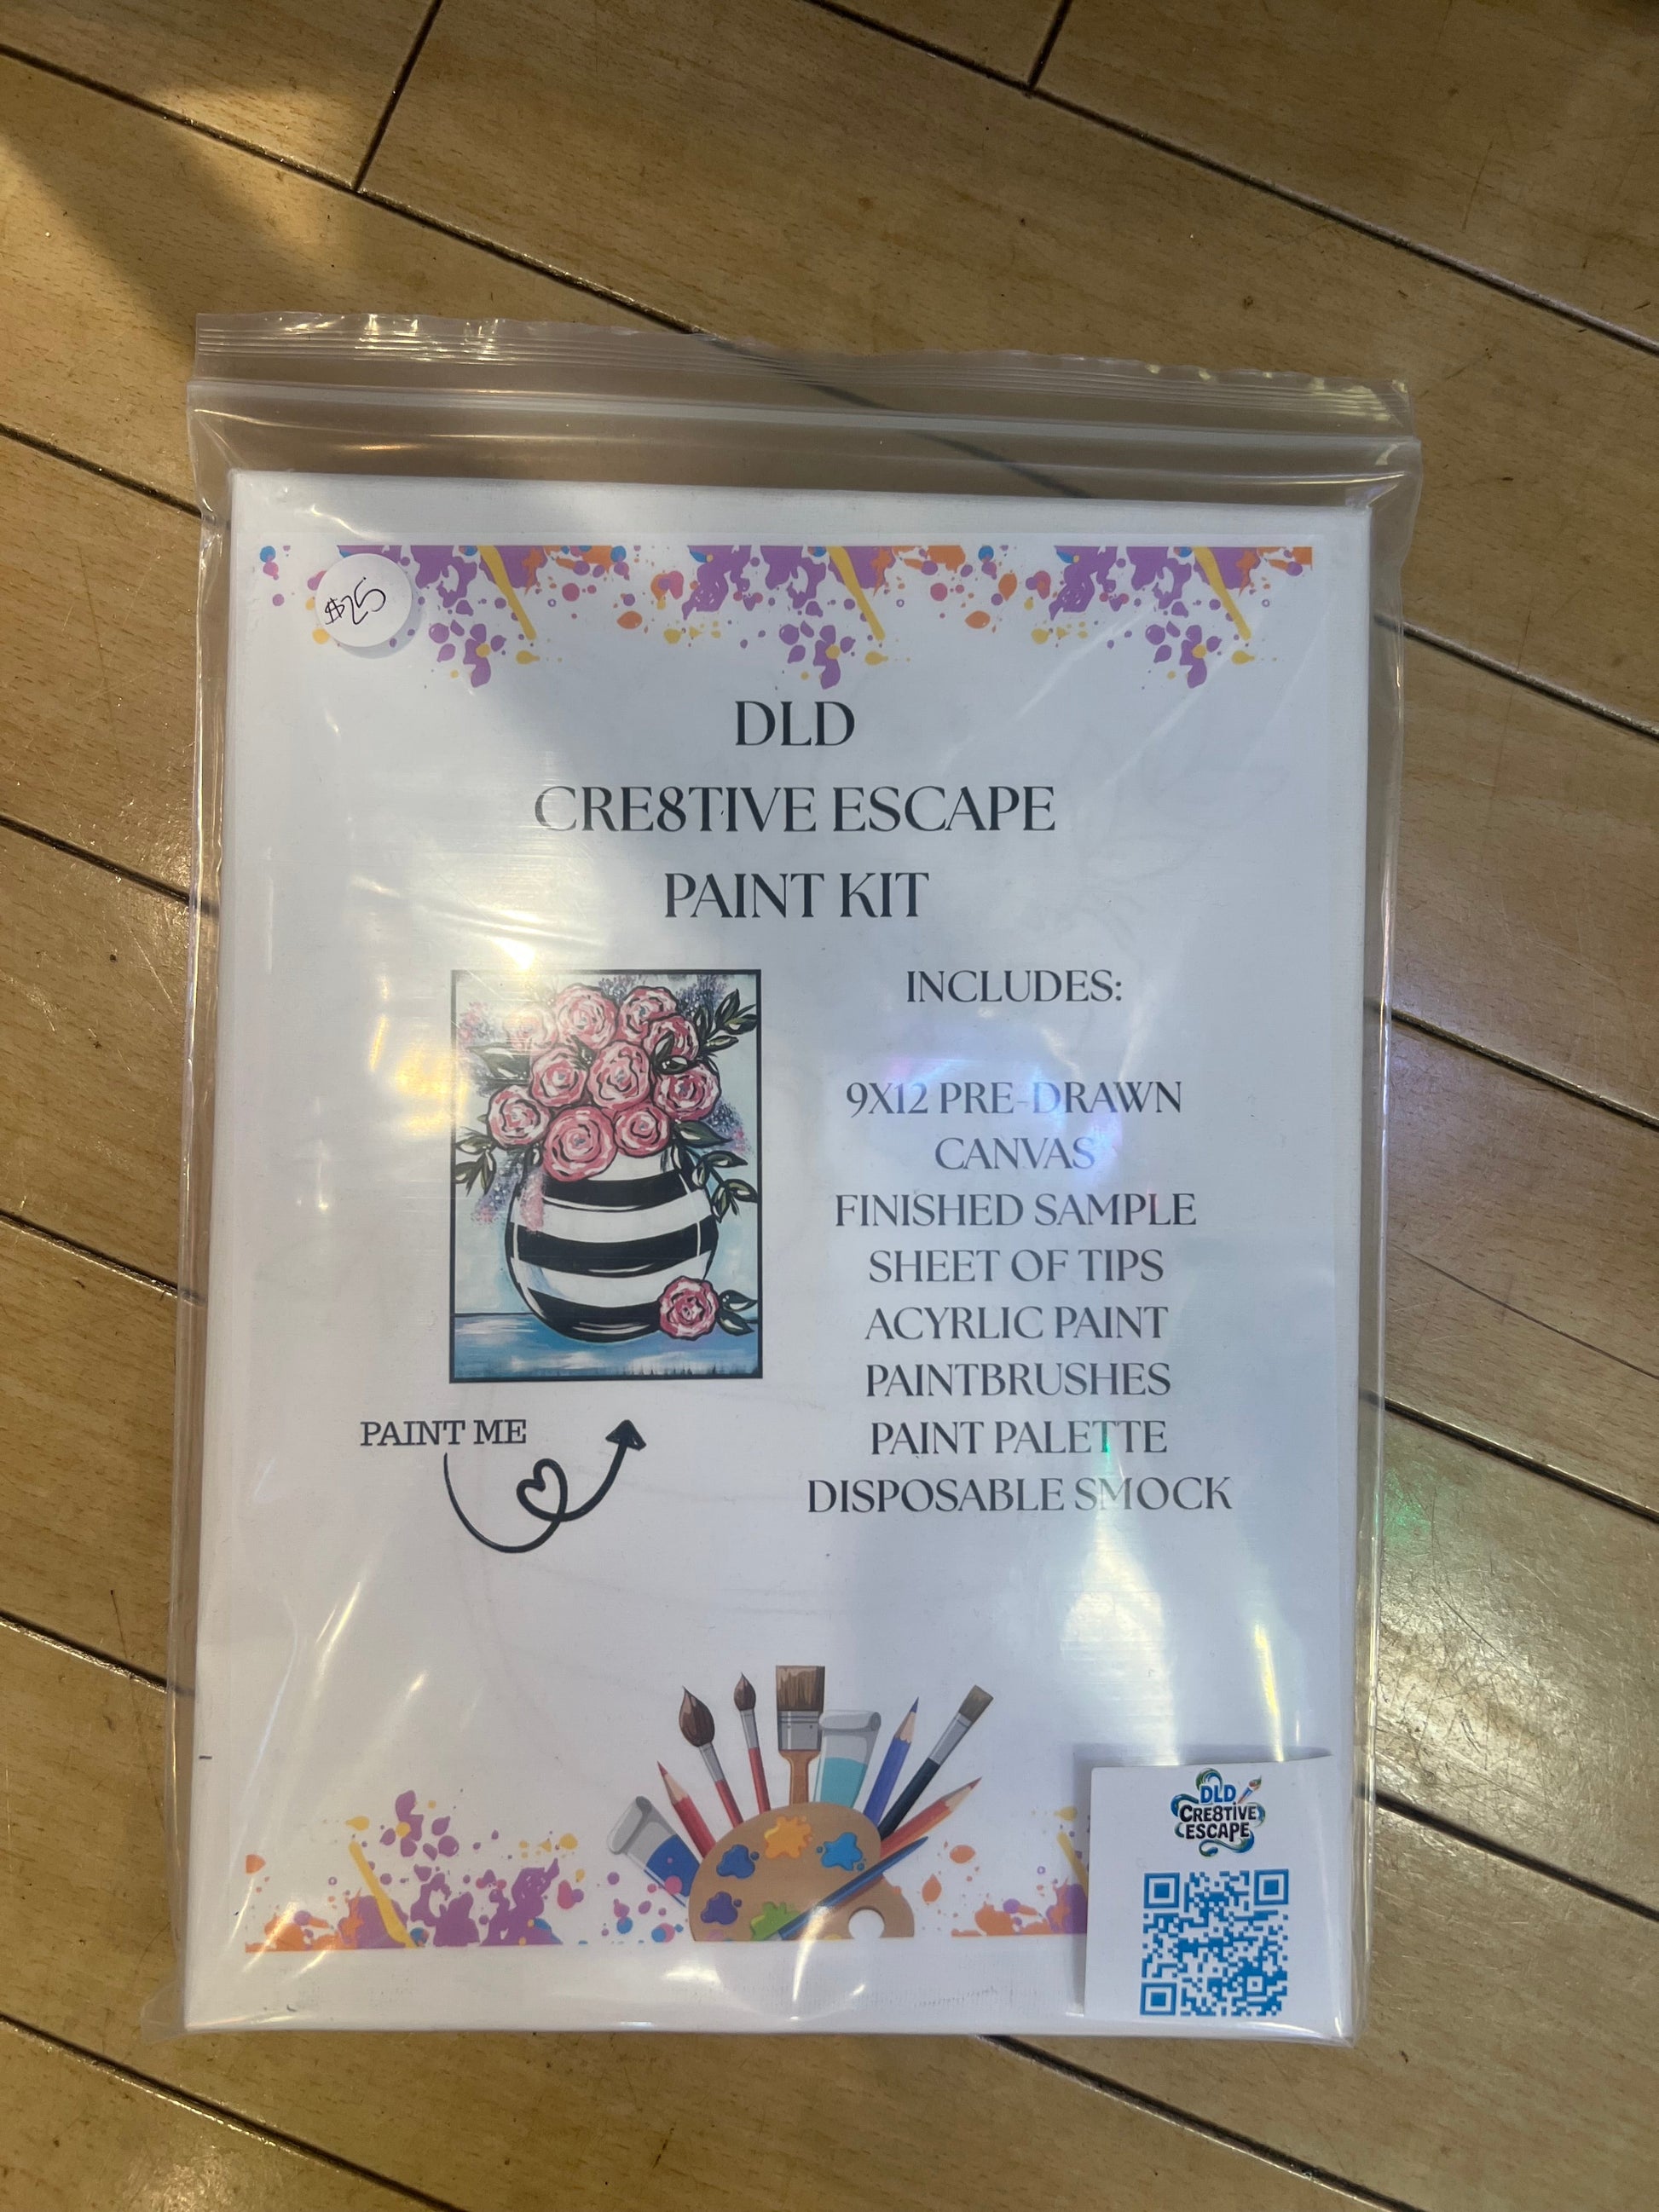 $25
DLD
CRE8TIVE ESCAPE
PAINT KIT
INCLUDES:
9X12 PRE-DRAWN
CANVAS
FINISHED SAMPLE
SHEET OF TIPS
ACYRLIC PAINT
PAINTBRUSHES
PAINT PALETTE
DISPOSABLE SMOCK
PAINT ME
DLD
CRE8TIVE
ESCAPE